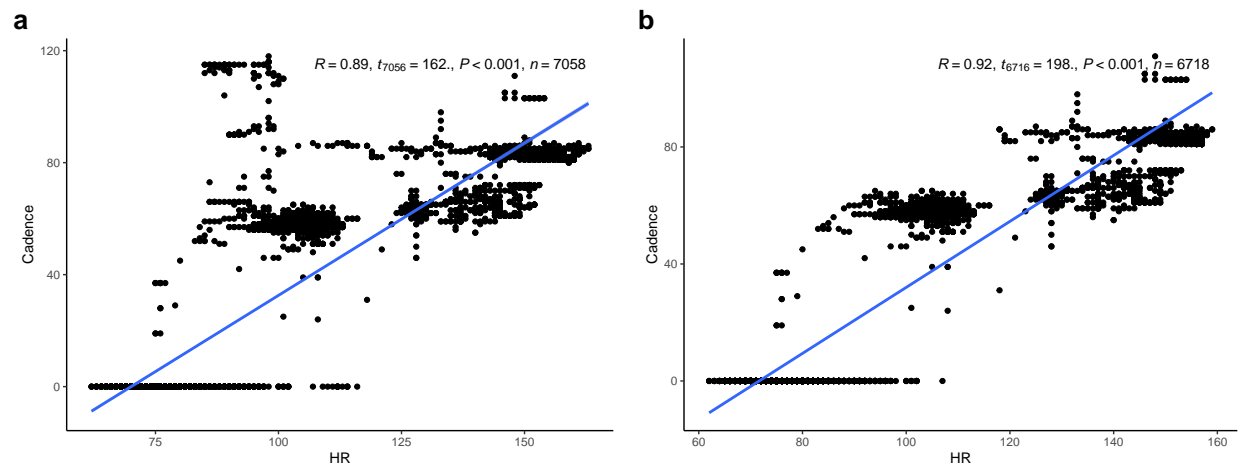 a
R = 0.89, t7056 = 162., P < 0.001, n = 7058
120
80
40
0
Cadence
75 100 125 150
HR
b
R = 0.92, t6716 = 198., P < 0.001, n = 6718
80
40
0
Cadence
60 80 100 120 140 160
HR